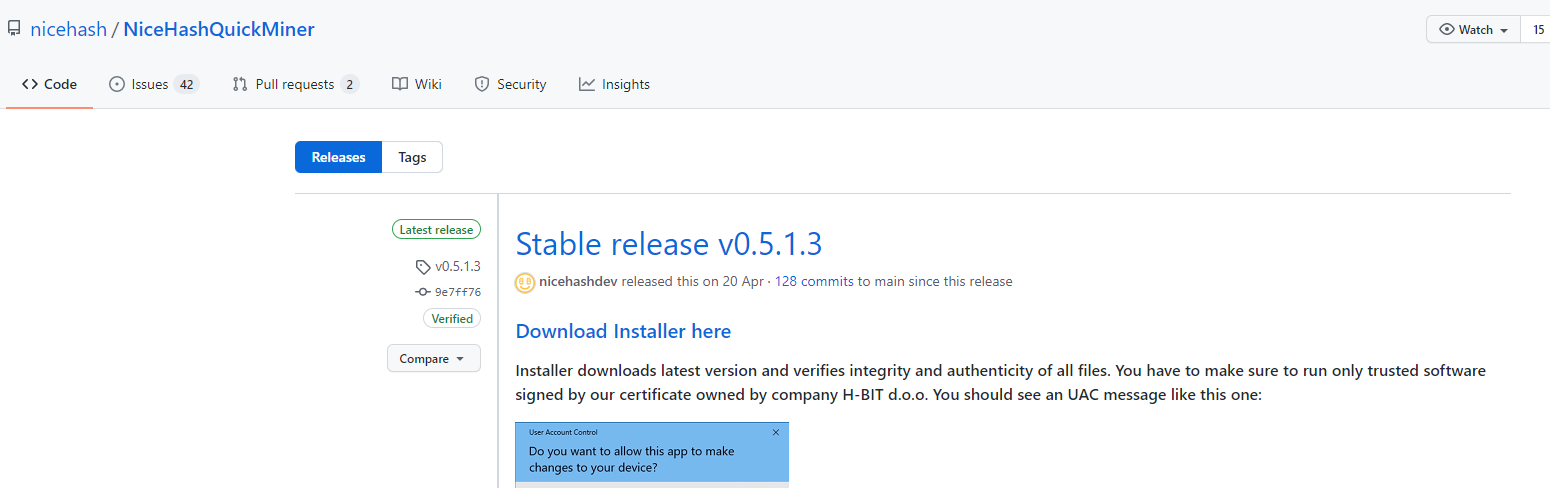 nicehash / NiceHashQuickMiner
Watch 15
Code Issues 42 Pull requests 2 Wiki Security Insights
Releases Tags
Latest release
v0.5.1.3
9e7ff76
Verified
Compare
Stable release v0.5.1.3
nicehashdev released this on 20 Apr · 128 commits to main since this release
Download Installer here
Installer downloads latest version and verifies integrity and authenticity of all files. You have to make sure to run only trusted software
signed by our certificate owned by company H-BIT d.o.o. You should see an UAC message like this one:
User Account Control
Do you want to allow this app to make
changes to your device?